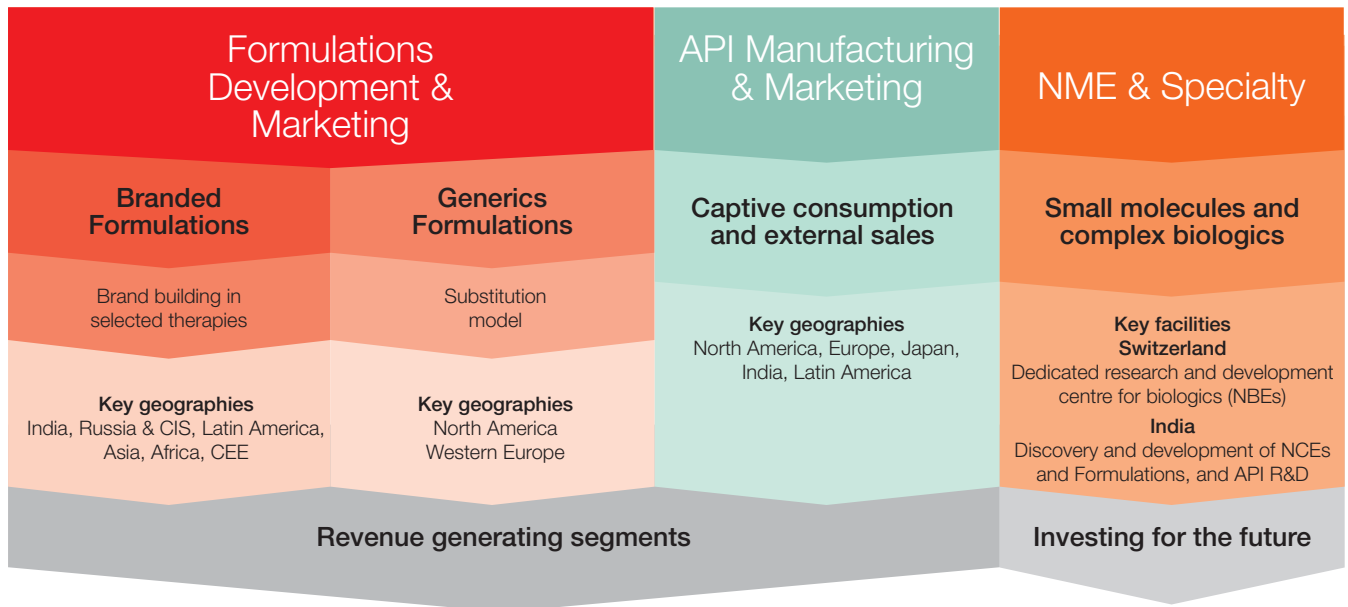 Formulations
Development &
Marketing
API Manufacturing
& Marketing
NME & Specialty
Branded
Formulations
Generics
Formulations
Captive consumption
and external sales
Small molecules and
complex biologics
Brand building in
selected therapies
Substitution
model
Key geographies
India, Russia & CIS, Latin America,
Asia, Africa, CEE
Key geographies
North America
Western Europe
Key geographies
North America, Europe, Japan,
India, Latin America
Key facilities
Switzerland
Dedicated research and development
centre for biologics (NBEs)
India
Discovery and development of NCEs
and Formulations, and API R&D
Revenue generating segments
Investing for the future